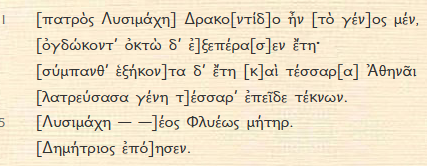 1 [πατρὸς Λυσιμάχη] Δρακο[ντίδ]ο ἦν [τὸ γέν]ος μέν,
[ὀγδώκοντ’ ὀκτὼ δ’ ἐ]ξεπέρα[σ]εν ἔτη·
[σύμπανθ’ ἑξήκον]τα δ’ ἔτη [κ]αὶ τέσσαρ[α] Ἀθηνᾶι
[λατρεύσασα γένη τ]έσσαρ’ ἐπεῖδε τέκνων.
5 [Λυσιμάχη — —]έος Φλυέως μήτηρ.
[Δημήτριος ἐπό]ησεν.